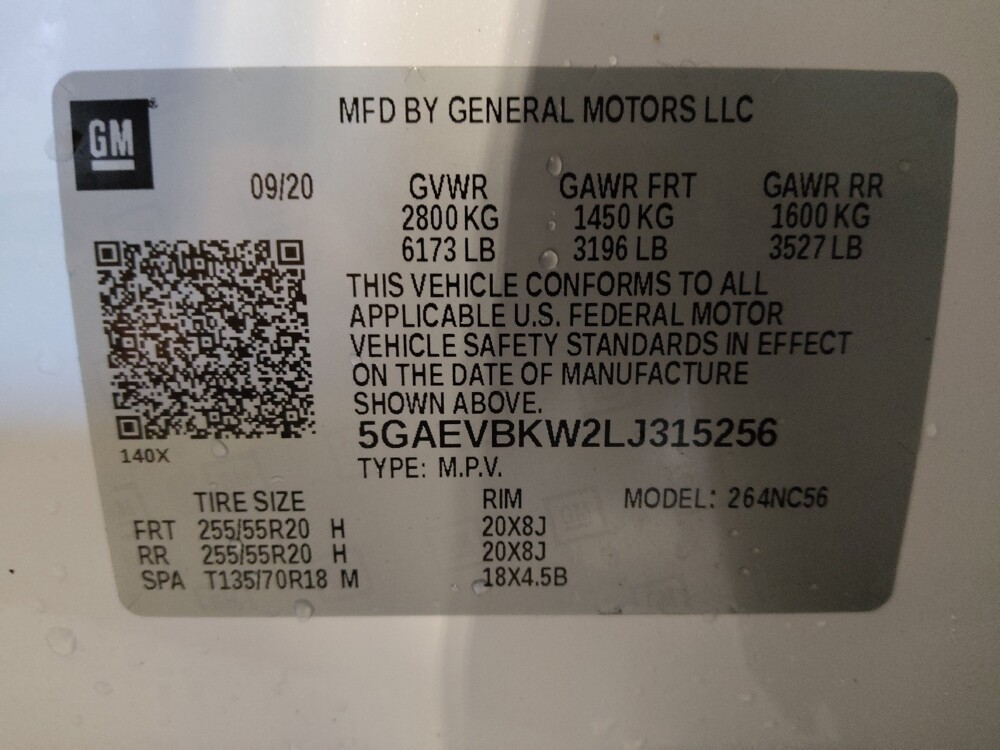 GM
MFD BY GENERAL MOTORS LLC
09/20 GVWR GAWR FRT GAWR RR
2800 KG 1450 KG 1600 KG
6173 LB 3196 LB 3527 LB
THIS VEHICLE CONFORMS TO ALL
APPLICABLE U.S. FEDERAL MOTOR
VEHICLE SAFETY STANDARDS IN EFFECT
ON THE DATE OF MANUFACTURE
SHOWN ABOVE.
5GAEVBKW2LJ315256
140X
TYPE: M.P.V.
TIRE SIZE RIM MODEL: 264NC56
FRT 255/55R20 H 20X8J
RR 255/55R20 H 20X8J
SPA T135/70R18 M 18X4.5B